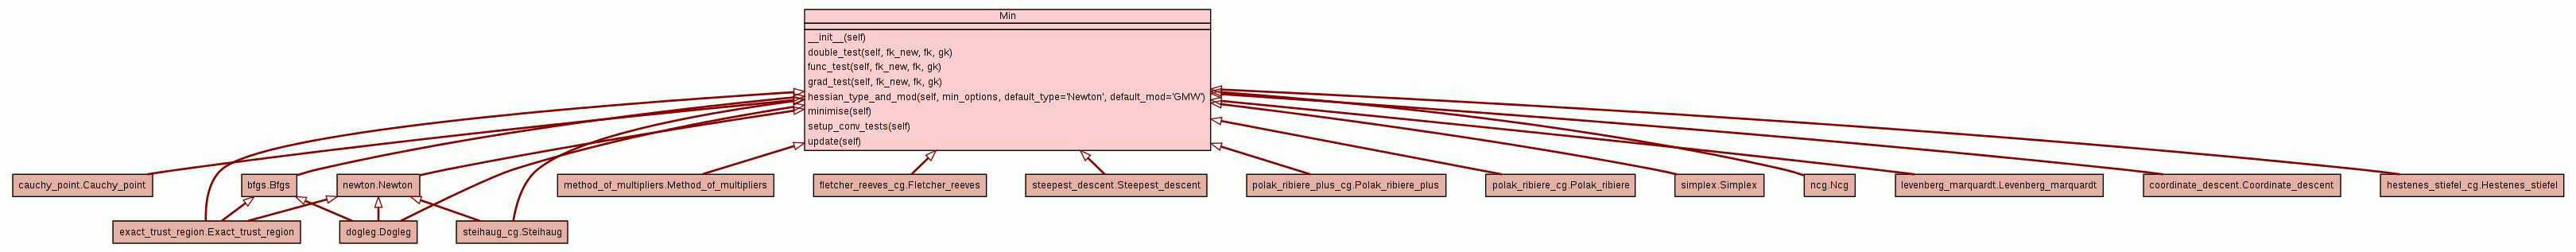 Min
__init__(self)
double_test(self, fk_new, fk, gk)
func_test(self, fk_new, fk, gk)
grad_test(self, fk_new, fk, gk)
hessian_type_and_mod(self, min_options, default_type='Newton', default_mod='GMW')
minimise(self)
setup_conv_tests(self)
update(self)
cauchy_point.Cauchy_point
bfgs.Bfgs
newton.Newton
method_of_multipliers.Method_of_multipliers
fletcher_reeves_cg.Fletcher_reeves
steepest_descent.Steepest_descent
polak_ribiere_plus_cg.Polak_ribiere_plus
polak_ribiere_cg.Polak_ribiere
simplex.Simplex
ncg.Ncg
levenberg_marquardt.Levenberg_marquardt
coordinate_descent.Coordinate_descent
hestenes_stiefel_cg.Hestenes_stiefel
exact_trust_region.Exact_trust_region
dogleg.Dogleg
steihaug_cg.Steihaug